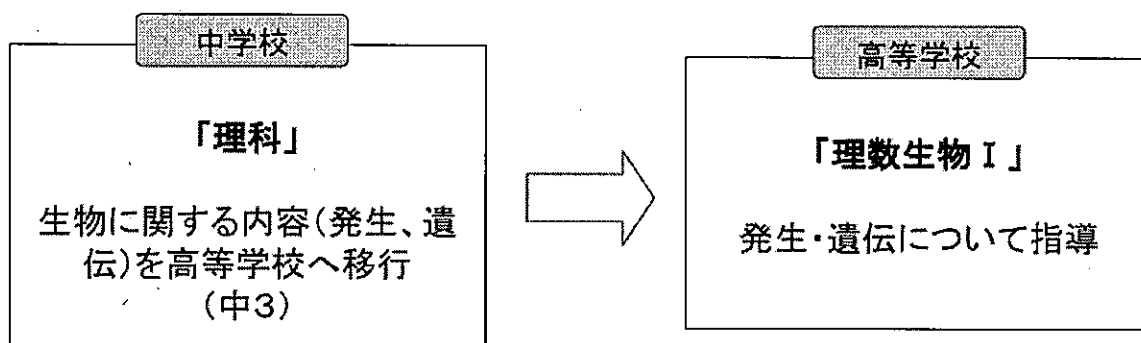 中学校
「理科」
生物に関する内容(発生、遺
伝)を高等学校へ移行
(中3)
高等学校
「理数生物Ⅰ」
発生・遺伝について指導